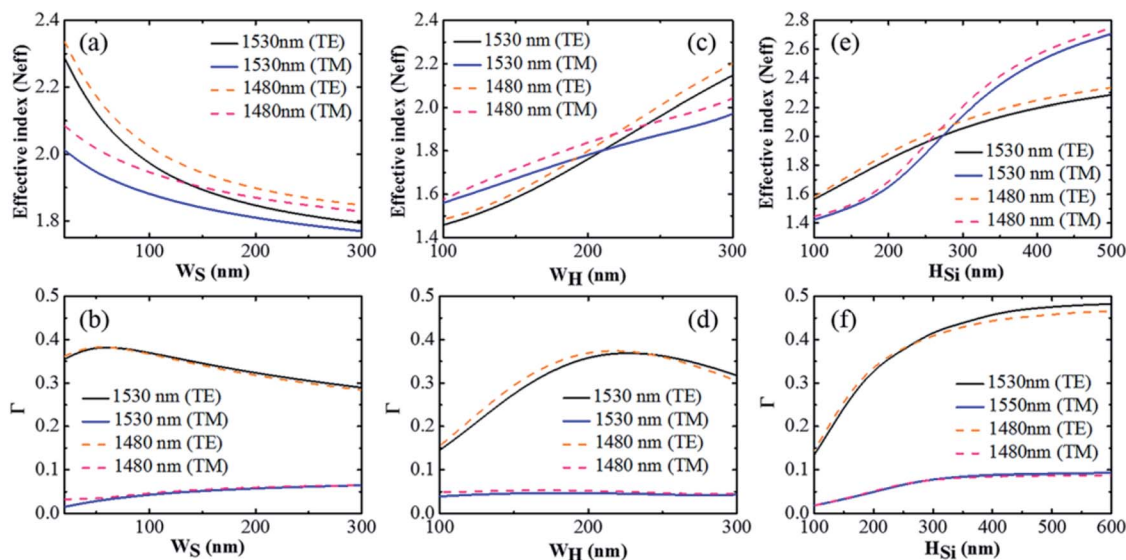 (a)
Effective index (Neff)
2.4
2.2
2.0
1.8
1530nm (TE)
1530nm (TM)
1480nm (TE)
1480nm (TM)
100 200 300
W_S (nm)
(c)
Effective index (Neff)
2.4
2.2
2.0
1.8
1.6
1.4
1530 nm (TE)
1530 nm (TM)
1480 nm (TE)
1480 nm (TM)
100 200 300
W_H (nm)
(e)
Effective index (Neff)
2.8
2.6
2.4
2.2
2.0
1.8
1.6
1.4
1530 nm (TE)
1530 nm (TM)
1480 nm (TE)
1480 nm (TM)
100 200 300 400 500
H_Si (nm)
(b)
Γ
0.5
0.4
0.3
0.2
0.1
0.0
1530 nm (TE)
1530 nm (TM)
1480 nm (TE)
1480 nm (TM)
100 200 300
W_S (nm)
(d)
Γ
0.5
0.4
0.3
0.2
0.1
0.0
1530 nm (TE)
1530 nm (TM)
1480 nm (TE)
1480 nm (TM)
100 200 300
W_H (nm)
(f)
Γ
0.5
0.4
0.3
0.2
0.1
0.0
1530nm (TE)
1550nm (TM)
1480nm (TE)
1480 nm (TM)
100 200 300 400 500 600
H_Si (nm)